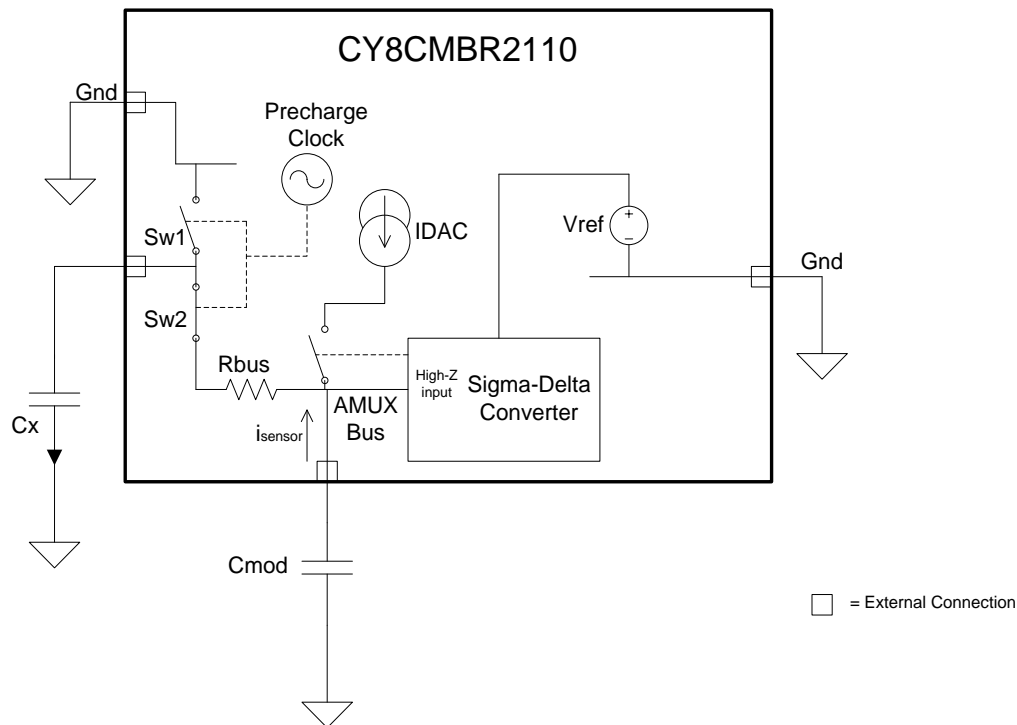 CY8CMBR2110
Gnd
Precharge
Clock
IDAC
Vref
Sw1
Gnd
Sw2
Rbus
High-Z
input
Sigma-Delta
Converter
AMUX
Bus
isensor
Cx
Cmod
= External Connection
+
–